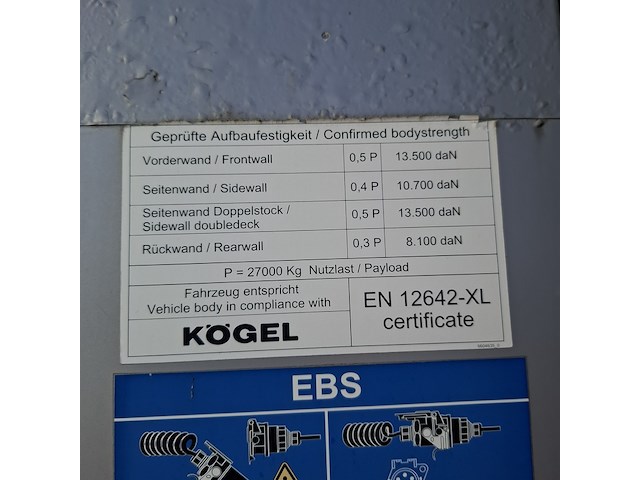 Geprüfte Aufbaufestigkeit / Confirmed bodystrength
Vorderwand / Frontwall 0,5 P 13.500 daN
Seitenwand / Sidewall 0,4 P 10.700 daN
Seitenwand Doppelstock /
Sidewall doubledeck 0,5 P 13.500 daN
Rückwand / Rearwall 0,3 P 8.100 daN
P = 27000 Kg Nutzlast / Payload
Fahrzeug entspricht
Vehicle body in compliance with
KÖGEL
EN 12642-XL
certificate
EBS